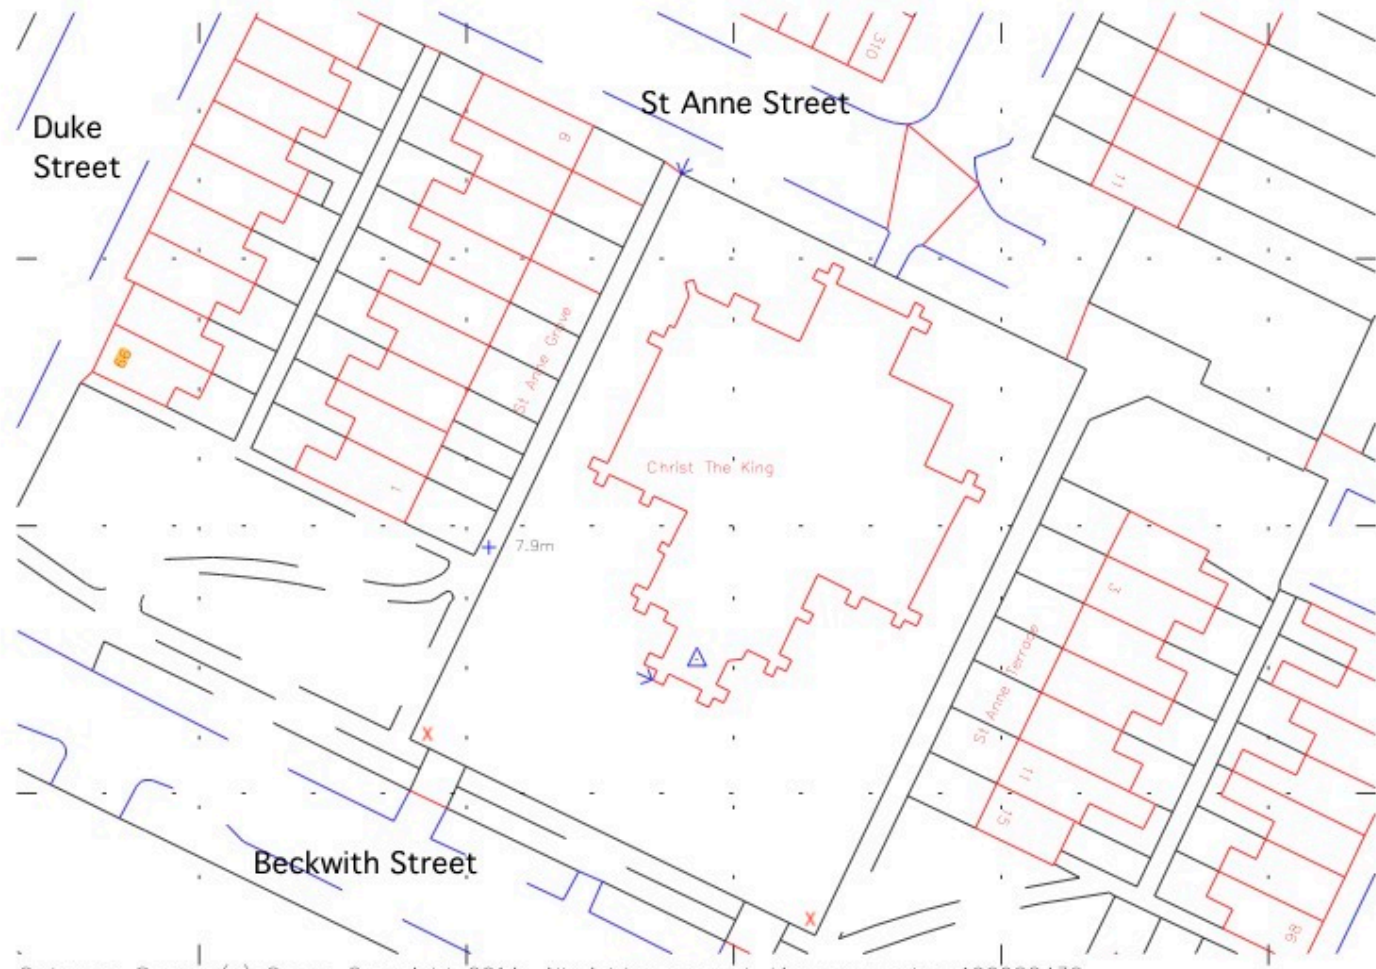 310
St Anne Street
Duke
Street
9
11
St Anne Grove
99
Christ The King
1
7.9m
3
St Anne Terrace
11
15
X
X
Beckwith Street
98